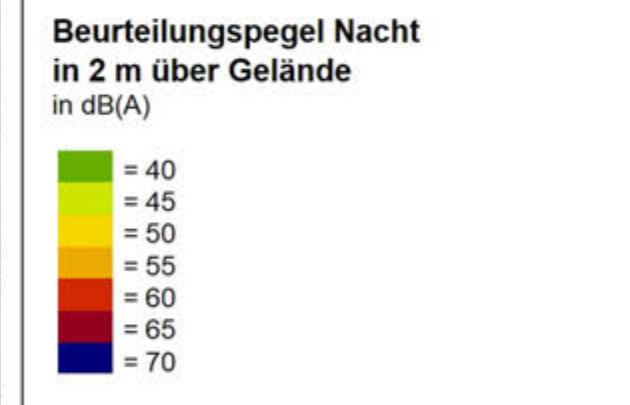 Beurteilungspegel Nacht
in 2 m über Gelände
in dB(A)
= 40
= 45
= 50
= 55
= 60
= 65
= 70